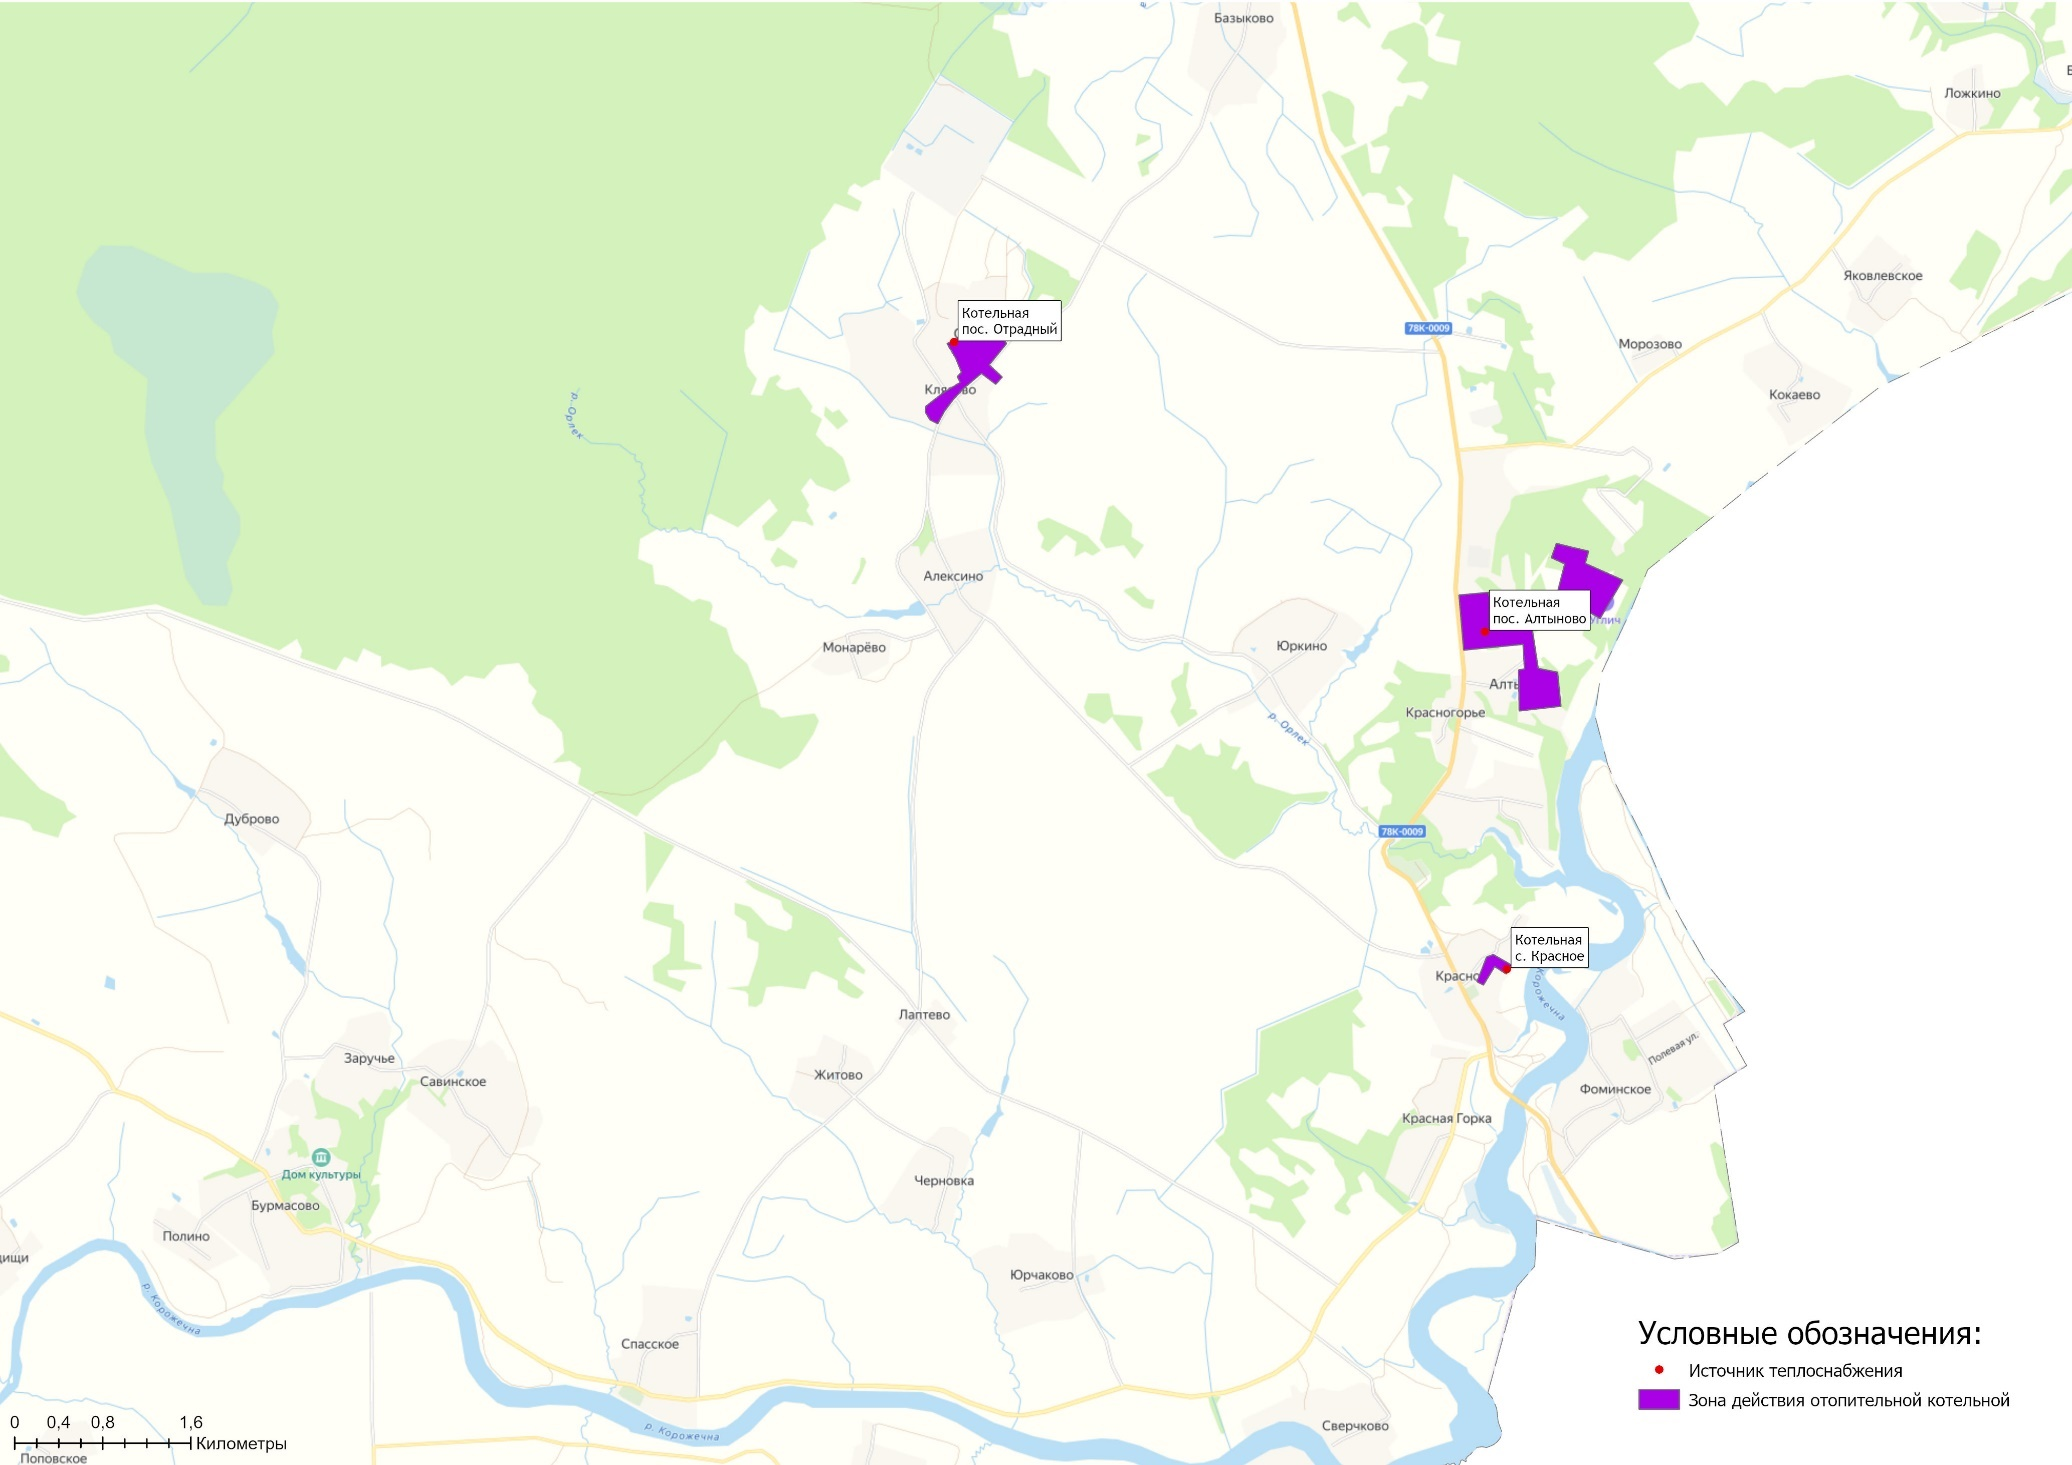 Базыково
Ложкино
Яковлевское
Котельная
пос. Отрадный
78К-0009
Морозово
Кокаево
р. Орлек
Алексино
Котельная
пос. Алтыново
Углич
Монарёво
Юркино
Красногорье
р. Орлек
Дуброво
78К-0009
Котельная
с. Красное
р. Корожечна
Лаптево
Полевая ул.
Заручье
Савинское
Житово
Фоминское
Красная Горка
Дом культуры
Черновка
Бурмасово
Полино
Юрчаково
р. Корожечна
Спасское
Сверчково
р. Корожечна
Условные обозначения:
Источник теплоснабжения
Зона действия отопительной котельной
0 0,4 0,8 1,6
Километры
Поповское